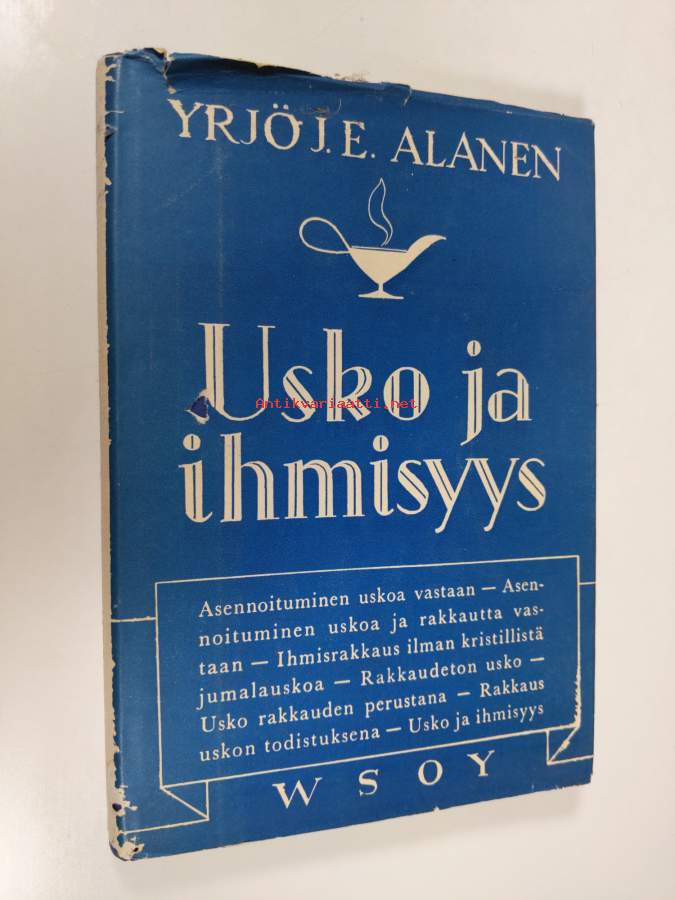 YRJÖ J. E. ALANEN
Usko ja
Antikvariaatti.net
ihmisyys
Asennoituminen uskoa vastaan — Asen-
noituminen uskoa ja rakkautta vas-
taan — Ihmisrakkaus ilman kristillistä
jumalauskoa — Rakkaudeton usko —
Usko rakkauden perustana — Rakkaus
uskon todistuksena — Usko ja ihmisyys
WSOY